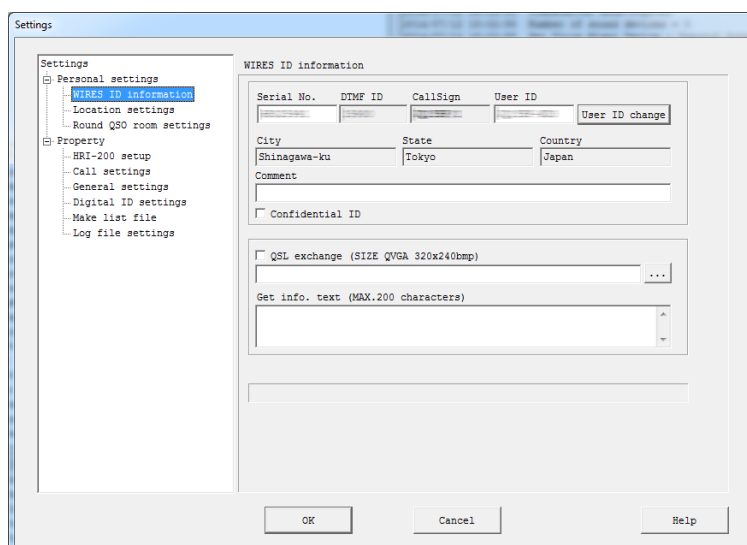 Settings
Settings
Personal settings
WIRES ID information
Location settings
Round QSO room settings
Property
HRI-200 setup
Call settings
General settings
Digital ID settings
Make list file
Log file settings
WIRES ID information
Serial No. DTMF ID CallSign User ID
User ID change
City State Country
Shinagawa-ku Tokyo Japan
Comment
Confidential ID
QSL exchange (SIZE QVGA 320x240bmp)
...
Get info. text (MAX.200 characters)
OK Cancel Help